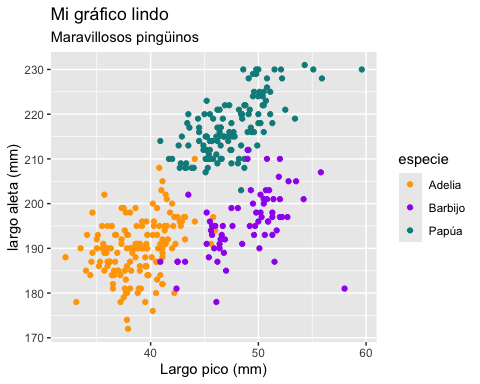 Mi gráfico lindo
Maravillosos pingüinos
230
220
210
200
190
180
170
largo aleta (mm)
40
50
60
Largo pico (mm)
especie
Adelia
Barbijo
Papúa